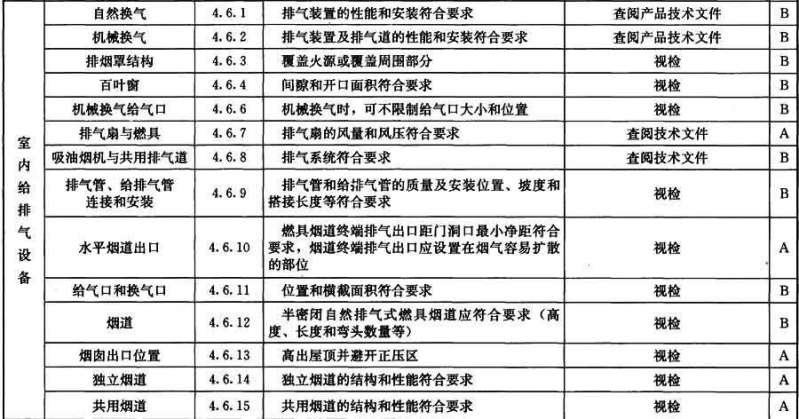 室内给排气设备
自然换气 4.6.1 排气装置的性能和安装符合要求 查阅产品技术文件 B
机械换气 4.6.2 排气装置及排气道的性能和安装符合要求 查阅产品技术文件 B
排烟罩结构 4.6.3 覆盖火源或覆盖周围部分 视检 B
百叶窗 4.6.4 间隙和开口面积符合要求 视检 B
机械换气给气口 4.6.6 机械换气时，可不限制给气口大小和位置 视检 B
排气扇与燃具 4.6.7 排气扇的风量和风压符合要求 查阅技术文件 A
吸油烟机与共用排气道 4.6.8 排气系统符合要求 查阅技术文件 B
排气管、给排气管
连接和安装 4.6.9 排气管和给排气管的质量及安装位置、坡度和
搭接长度等符合要求 视检 B
水平烟道出口 4.6.10 燃具烟道终端排气出口距门洞口最小净距符合
要求，烟道终端排气出口应设置在烟气容易扩散
的部位 视检 A
给气口和换气口 4.6.11 位置和横截面积符合要求 视检 B
烟道 4.6.12 半密闭自然排气式燃具烟道应符合要求（高
度、长度和弯头数量等） 视检 B
烟囱出口位置 4.6.13 高出屋顶并避开正压区 视检 A
独立烟道 4.6.14 独立烟道的结构和性能符合要求 视检 A
共用烟道 4.6.15 共用烟道的结构和性能符合要求 视检 A